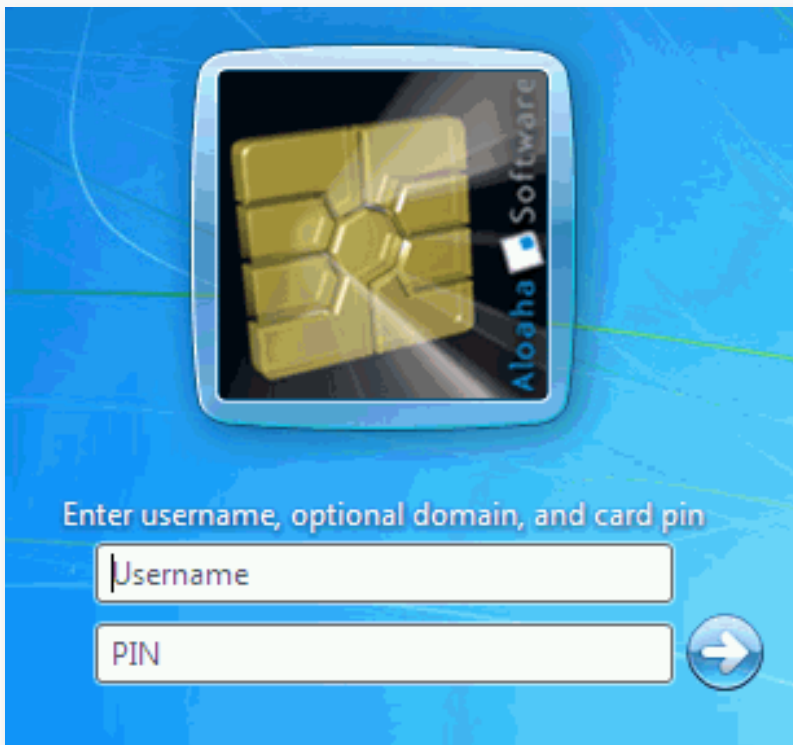 Aloaha Software
Enter username, optional domain, and card pin
Username
PIN